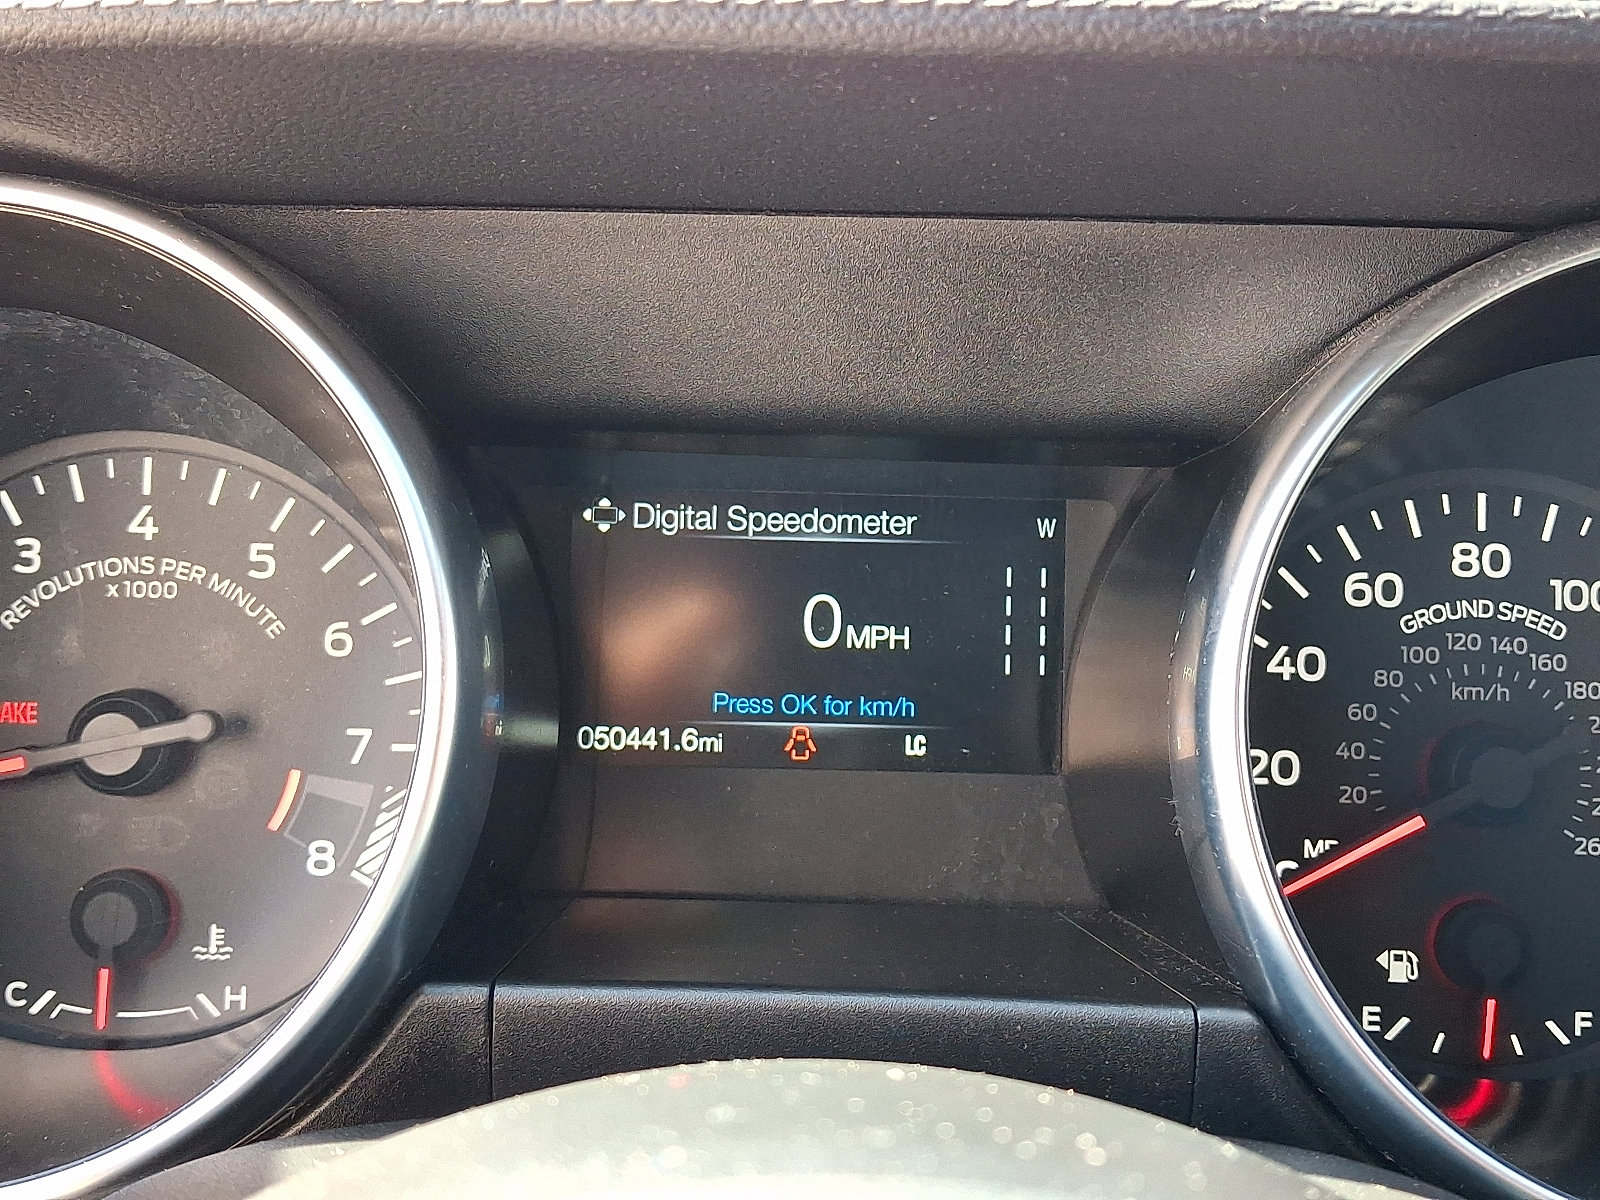 Digital Speedometer
W
0 MPH
Press OK for km/h
050441.6mi
LC
3
4
5
6
7
8
REVOLUTIONS PER MINUTE
x1000
AKE
C
H
20
40
60
80
100
GROUND SPEED
20
40
60
80
100
120
140
160
180
km/h
26
E
F